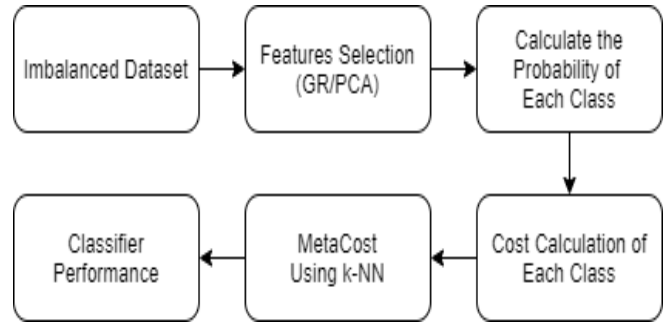 Imbalanced Dataset
Features Selection
(GR/PCA)
Calculate the
Probability of
Each Class
Cost Calculation of
Each Class
MetaCost
Using k-NN
Classifier
Performance